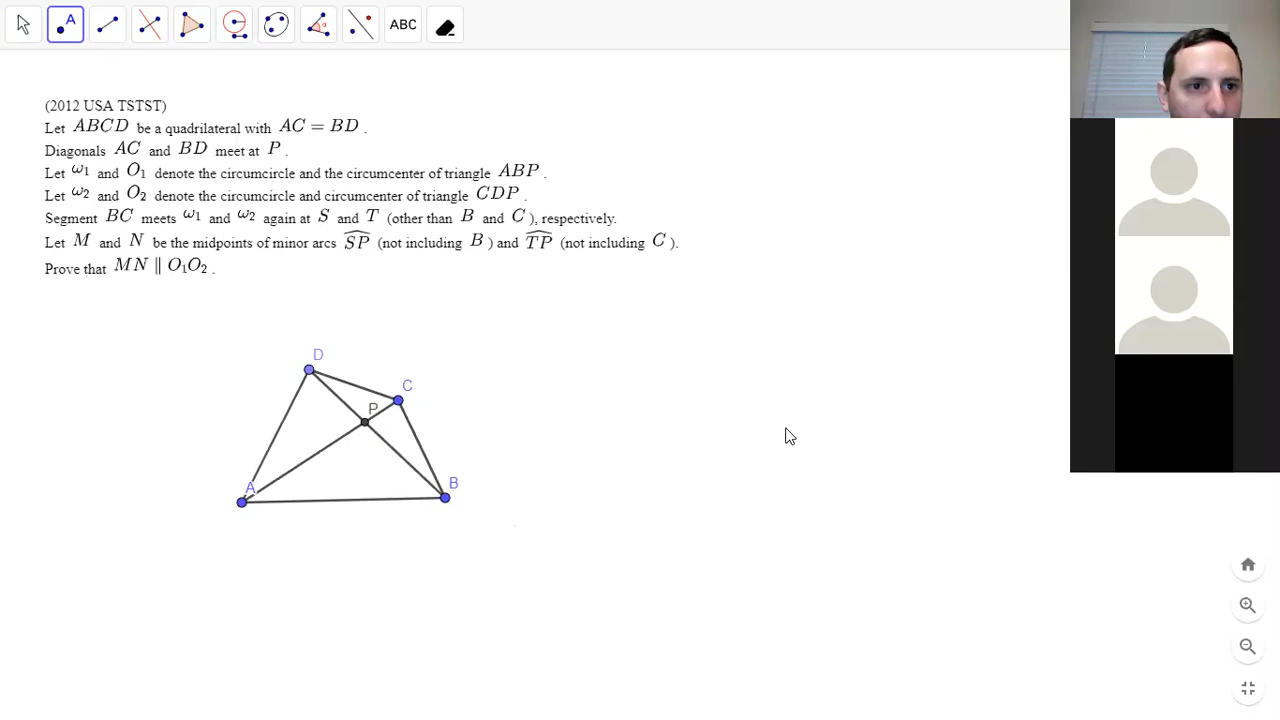 A
ABC
(2012 USA TSTST)
Let ABCD be a quadrilateral with AC = BD .
Diagonals AC and BD meet at P .
Let ω₁ and O₁ denote the circumcircle and the circumcenter of triangle ABP .
Let ω₂ and O₂ denote the circumcircle and circumcenter of triangle CDP .
Segment BC meets ω₁ and ω₂ again at S and T (other than B and C ), respectively.
Let M and N be the midpoints of minor arcs S͡P (not including B ) and T͡P (not including C ).
Prove that MN ∥ O₁O₂ .
D
C
P
A
B